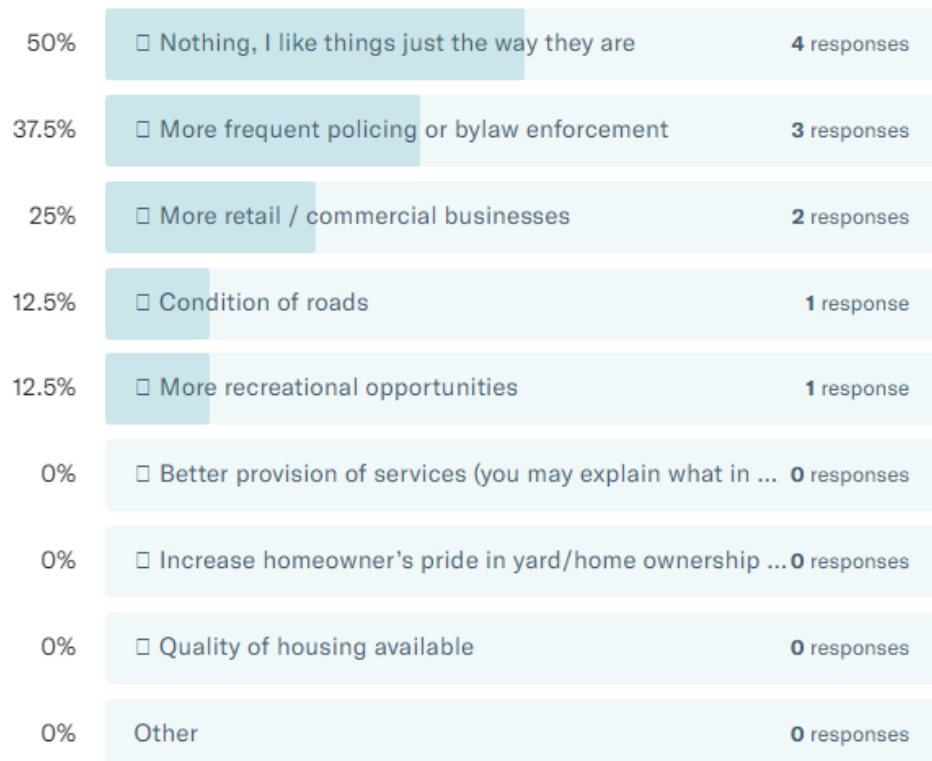 50% □ Nothing, I like things just the way they are 4 responses
37.5% □ More frequent policing or bylaw enforcement 3 responses
25% □ More retail / commercial businesses 2 responses
12.5% □ Condition of roads 1 response
12.5% □ More recreational opportunities 1 response
0% □ Better provision of services (you may explain what in ... 0 responses
0% □ Increase homeowner's pride in yard/home ownership ... 0 responses
0% □ Quality of housing available 0 responses
0% Other 0 responses